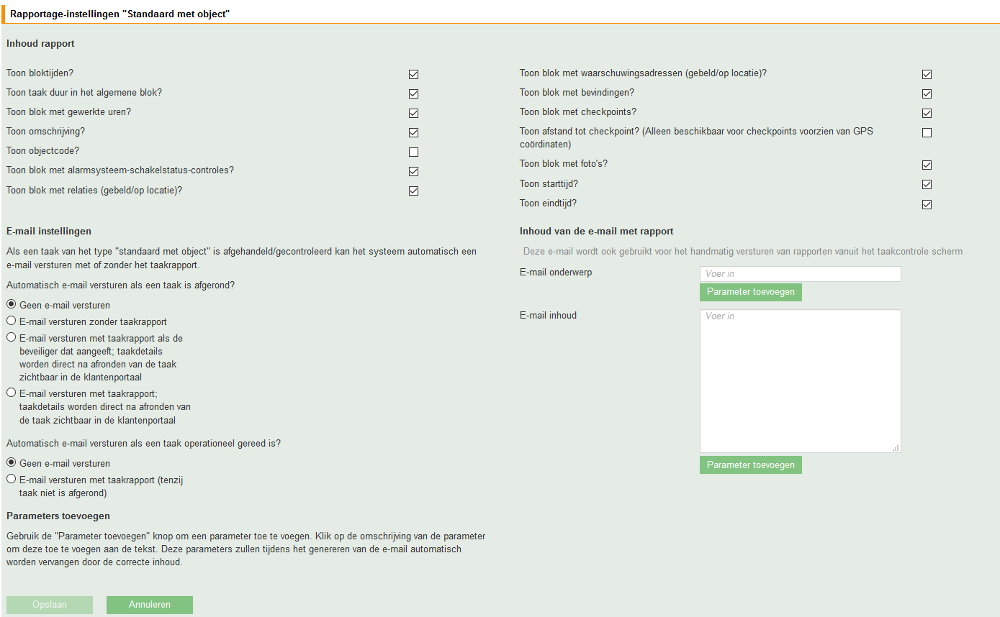 Rapportage-instellingen "Standaard met object"
Inhoud rapport
Toon bloktijden?
Toon taak duur in het algemene blok?
Toon blok met gewerkte uren?
Toon omschrijving?
Toon objectcode?
Toon blok met alarmsysteem-schakelstatus-controles?
Toon blok met relaties (gebeld/op locatie)?
Toon blok met waarschuwingsadressen (gebeld/op locatie)?
Toon blok met bevindingen?
Toon blok met checkpoints?
Toon afstand tot checkpoint? (Alleen beschikbaar voor checkpoints voorzien van GPS
coördinaten)
Toon blok met foto's?
Toon starttijd?
Toon eindtijd?
E-mail instellingen
Als een taak van het type "standaard met object" is afgehandeld/gecontroleerd kan het systeem automatisch een
e-mail versturen met of zonder het taakrapport.
Automatisch e-mail versturen als een taak is afgerond?
Geen e-mail versturen
E-mail versturen zonder taakrapport
E-mail versturen met taakrapport als de
beveiliger dat aangeeft; taakdetails
worden direct na afronden van de taak
zichtbaar in de klantenportaal
E-mail versturen met taakrapport;
taakdetails worden direct na afronden van
de taak zichtbaar in de klantenportaal
Automatisch e-mail versturen als een taak operationeel gereed is?
Geen e-mail versturen
E-mail versturen met taakrapport (tenzij
taak niet is afgerond)
Inhoud van de e-mail met rapport
Deze e-mail wordt ook gebruikt voor het handmatig versturen van rapporten vanuit het taakcontrole scherm
E-mail onderwerp
Voer in
Parameter toevoegen
E-mail inhoud
Voer in
Parameter toevoegen
Parameters toevoegen
Gebruik de "Parameter toevoegen" knop om een parameter toe te voegen. Klik op de omschrijving van de parameter
om deze toe te voegen aan de tekst. Deze parameters zullen tijdens het genereren van de e-mail automatisch
worden vervangen door de correcte inhoud.
Opslaan
Annuleren